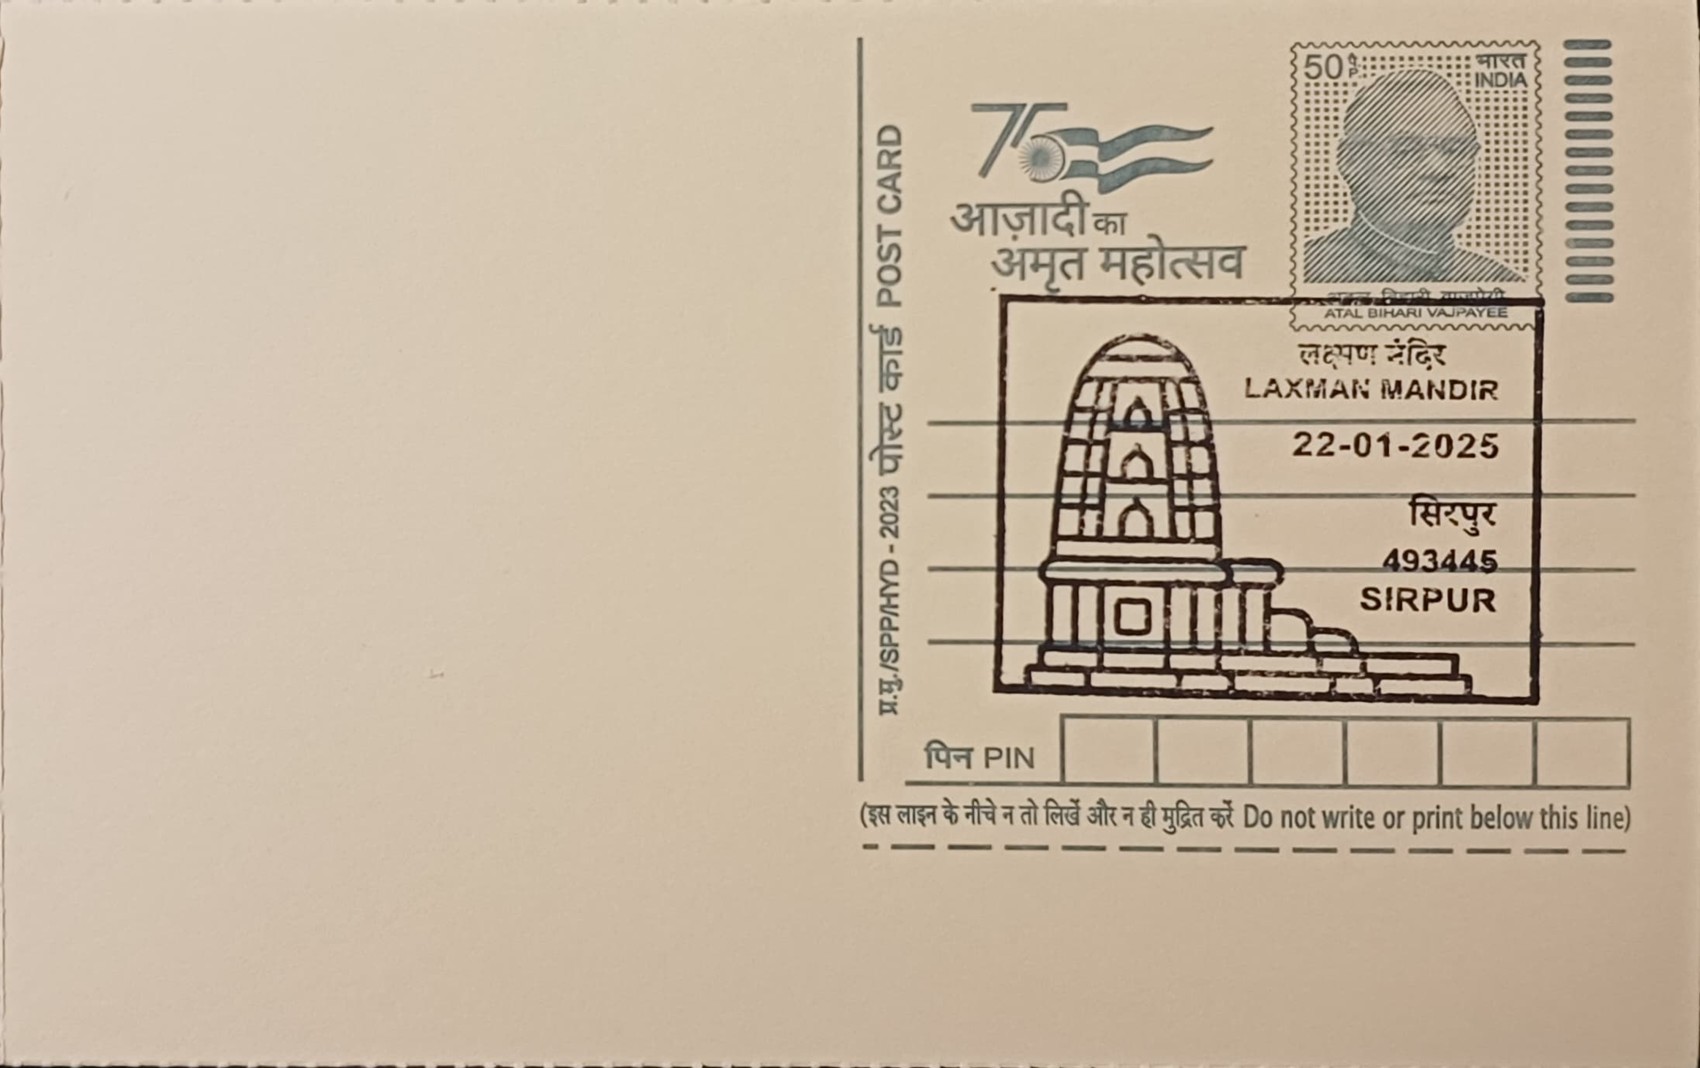 75
आज़ादी का
अमृत महोत्सव
50 पै. P.
भारत
INDIA
अटल बिहारी वाजपेयी
ATAL BIHARI VAJPAYEE
लक्ष्मण मंदिर
LAXMAN MANDIR
22-01-2025
सिरपुर
493445
SIRPUR
प्र.मु./SPP/HYD - 2023 पोस्ट कार्ड POST CARD
पिन PIN
(इस लाइन के नीचे न तो लिखें और न ही मुद्रित करें Do not write or print below this line)